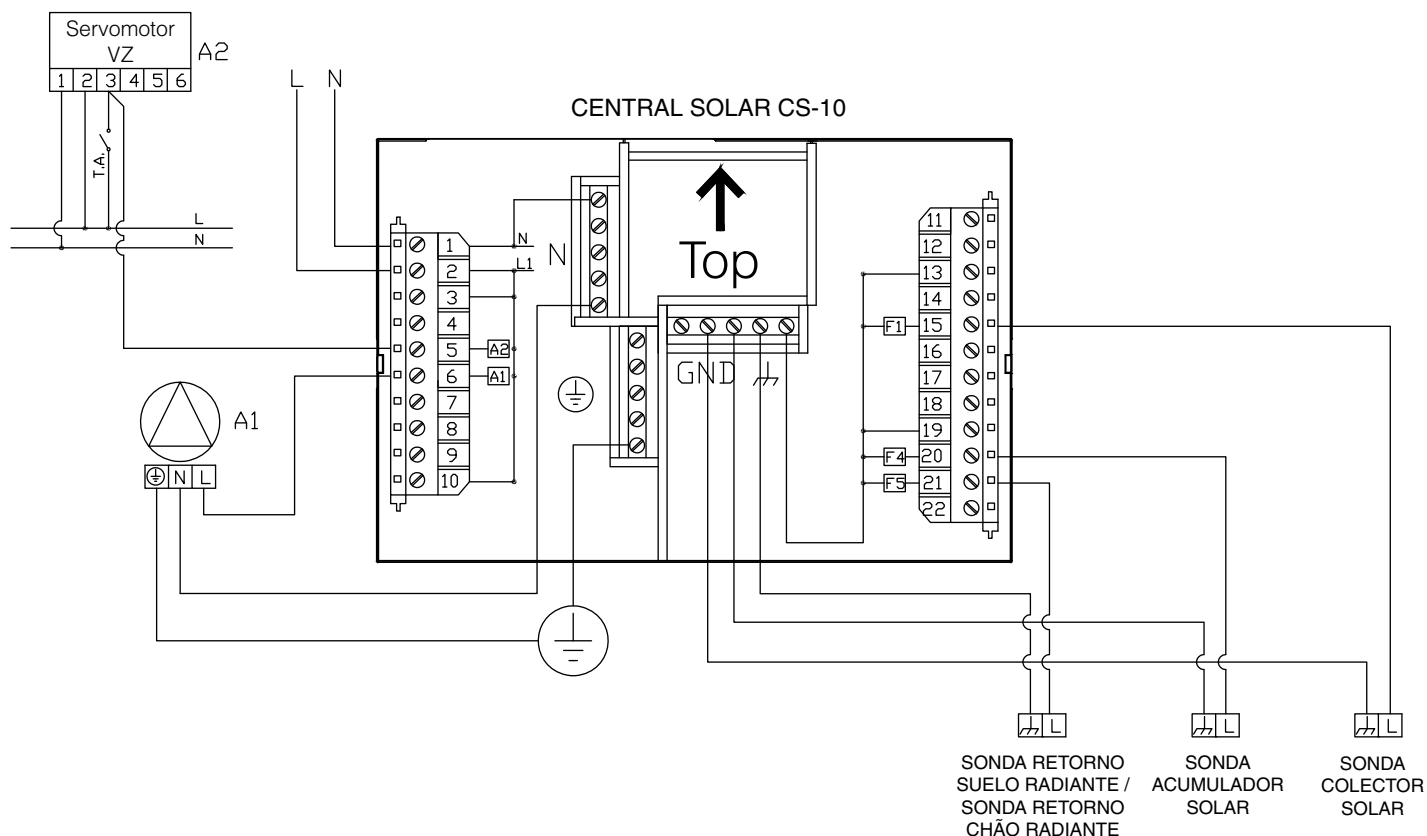 Servomotor
VZ
A2
1 2 3 4 5 6
L N
CENTRAL SOLAR CS-10
T.A.
L
N
N
L1
N
Top
GND
1
2
3
4
5
6
7
8
9
10
A2
A1
11
12
13
14
15
16
17
18
19
20
21
22
F1
F4
F5
A1
N L
L
L
L
SONDA RETORNO
SUELO RADIANTE /
SONDA RETORNO
CHÃO RADIANTE
SONDA
ACUMULADOR
SOLAR
SONDA
COLECTOR
SOLAR